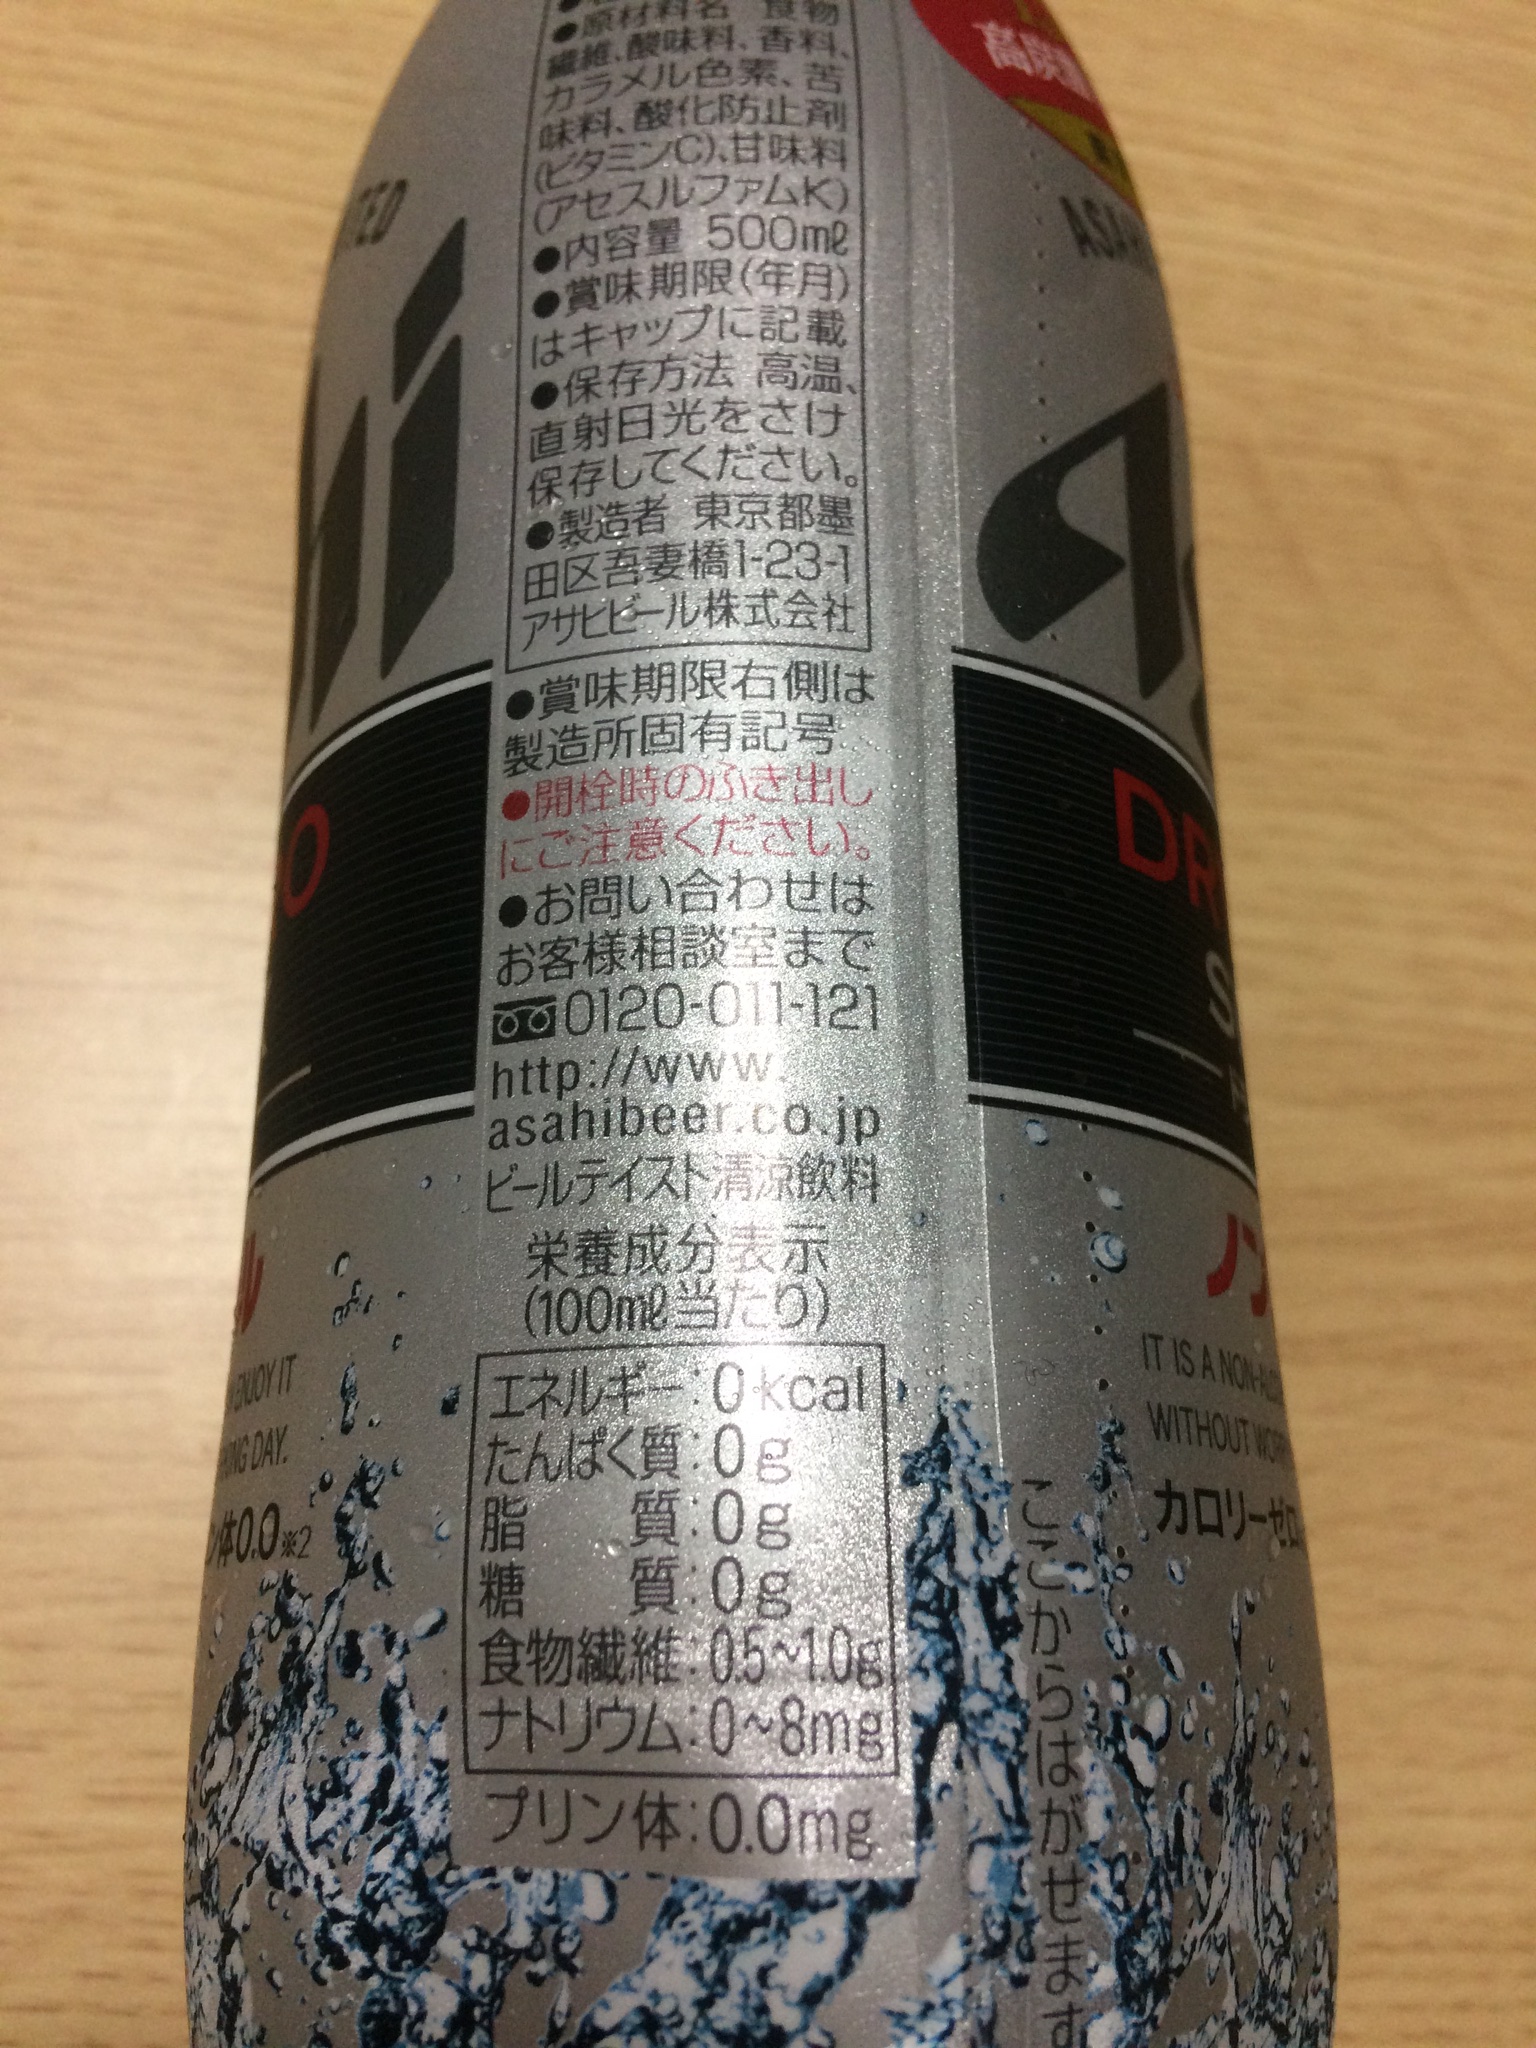 ●原材料名 食物
繊維、酸味料、香料、
カラメル色素、苦
味料、酸化防止剤
(ビタミンC)、甘味料
(アセスルファムK)
●内容量 500mℓ
●賞味期限(年月)
はキャップに記載
●保存方法 高温、
直射日光をさけ
保存してください。
●製造者 東京都墨
田区吾妻橋1-23-1
アサヒビール株式会社
●賞味期限右側は
製造所固有記号
●開栓時のふき出し
にご注意ください。
●お問い合わせは
お客様相談室まで
0120-011-121
http://www.
asahibeer.co.jp
ビールテイスト清涼飲料
栄養成分表示
(100mℓ当たり)
エネルギー:0kcal
たんぱく質:0g
脂質:0g
糖質:0g
食物繊維:0.5~1.0g
ナトリウム:0~8mg
プリン体:0.0mg
ENJOY IT
DAY.
体0.0※2
IT IS A NON-
WITHOUT
カロリーゼロ
ここからはがせます